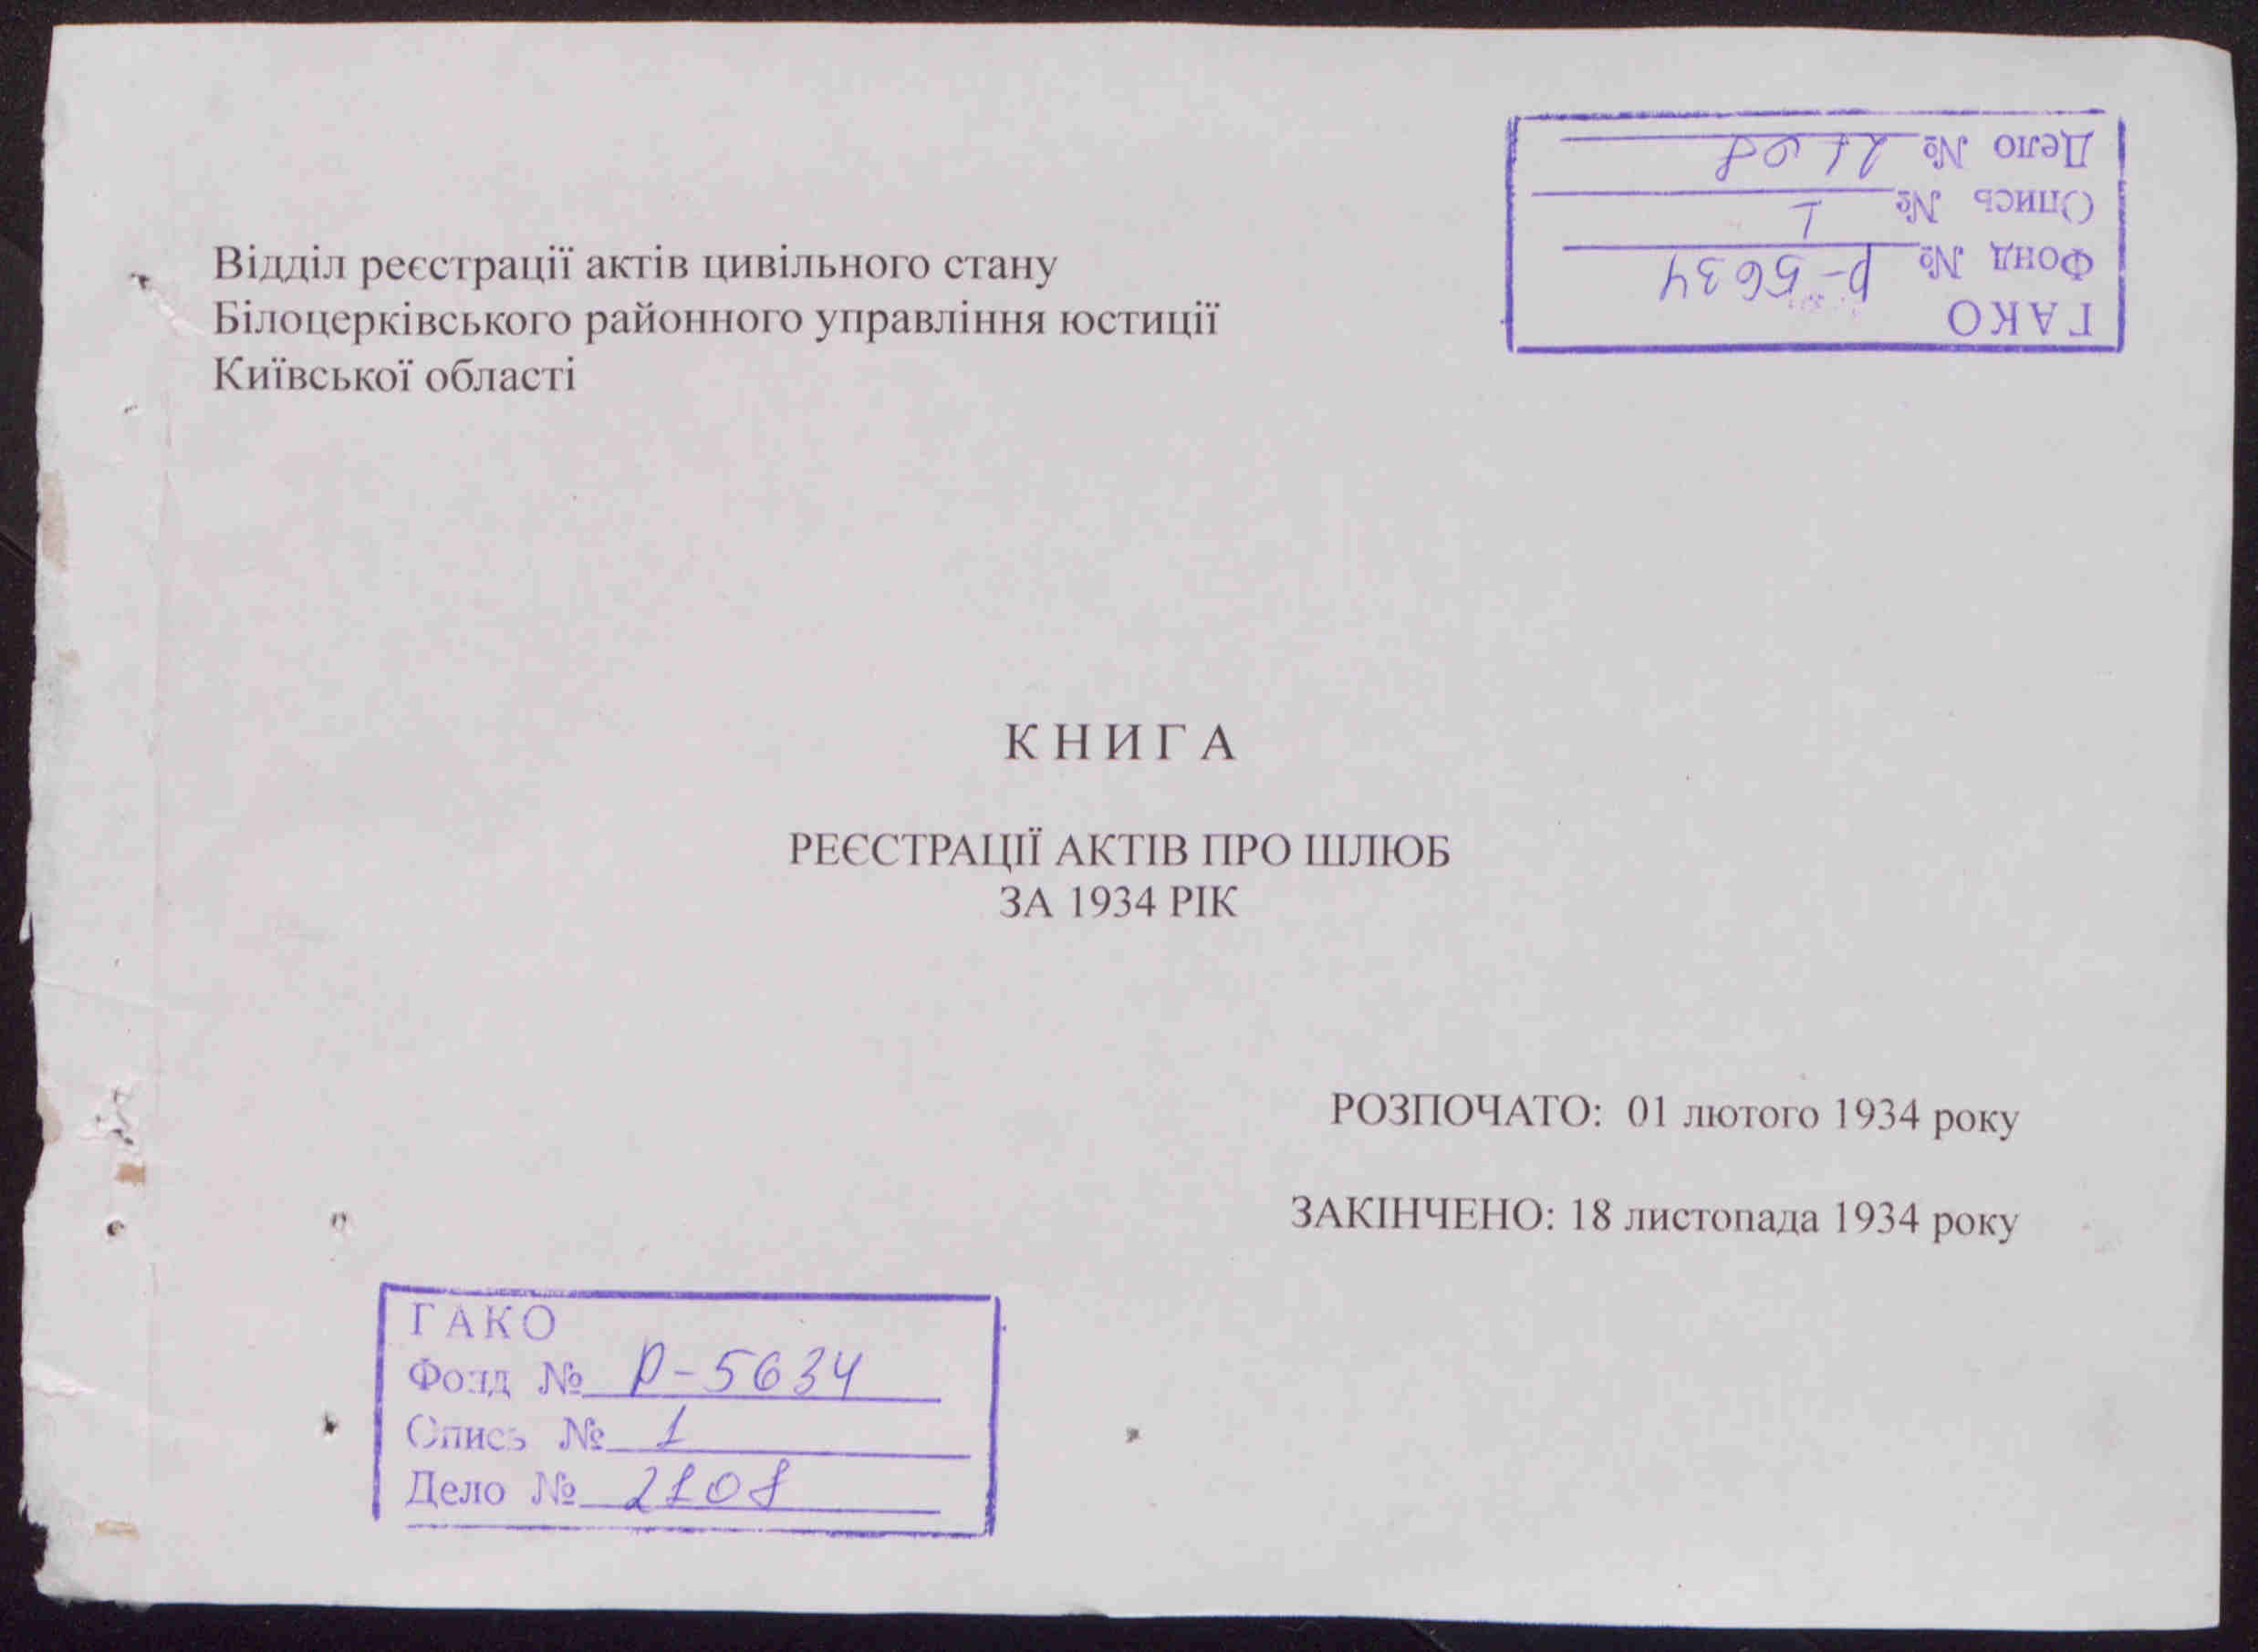 Відділ реєстрації актів цивільного стану
Білоцерківського районного управління юстиції
Київської області
ГАКО
Фонд № Р-5634
Опись № 1
Дело № 2108
К Н И Г А
РЕЄСТРАЦІЇ АКТІВ ПРО ШЛЮБ
ЗА 1934 РІК
РОЗПОЧАТО: 01 лютого 1934 року
ЗАКІНЧЕНО: 18 листопада 1934 року
ГАКО
Фонд № Р-5634
Опись № 1
Дело № 2108